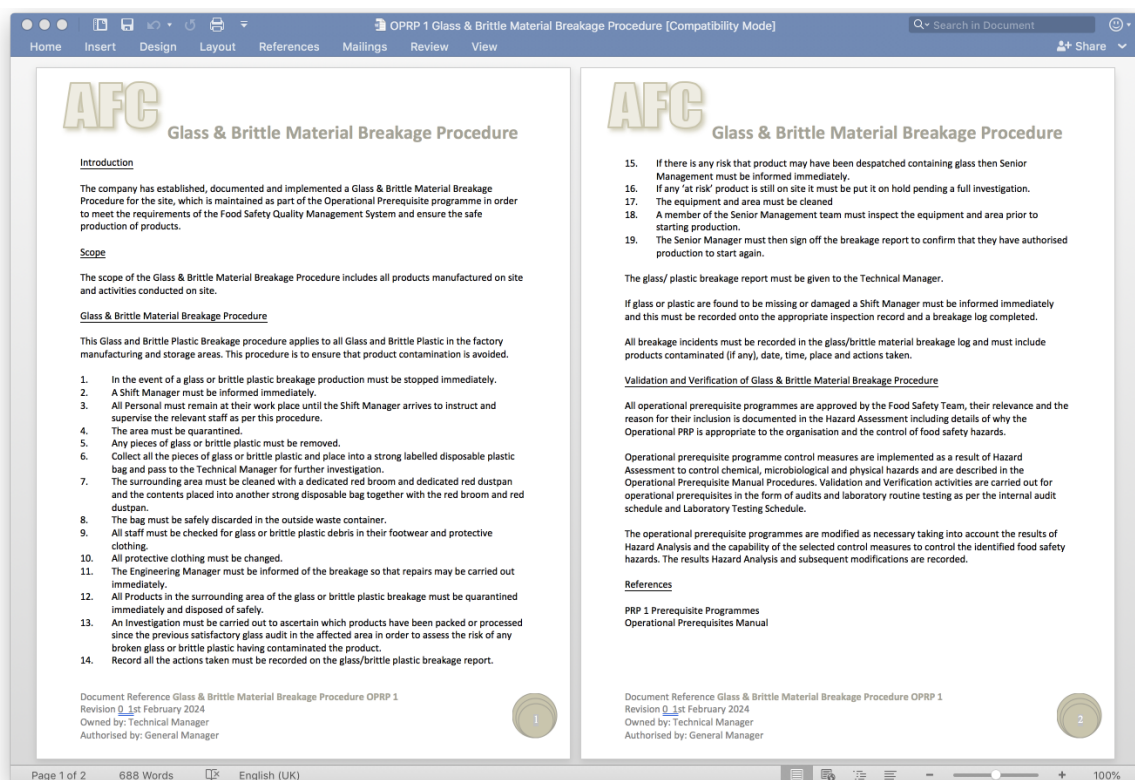 OPRP 1 Glass & Brittle Material Breakage Procedure [Compatibility Mode]
Search in Document
Home Insert Design Layout References Mailings Review View
Share
AFC
Glass & Brittle Material Breakage Procedure
Introduction
The company has established, documented and implemented a Glass & Brittle Material Breakage
Procedure for the site, which is maintained as part of the Operational Prerequisite programme in order
to meet the requirements of the Food Safety Quality Management System and ensure the safe
production of products.
Scope
The scope of the Glass & Brittle Material Breakage Procedure includes all products manufactured on site
and activities conducted on site.
Glass & Brittle Material Breakage Procedure
This Glass and Brittle Plastic Breakage procedure applies to all Glass and Brittle Plastic in the factory
manufacturing and storage areas. This procedure is to ensure that product contamination is avoided.
1. In the event of a glass or brittle plastic breakage production must be stopped immediately.
2. A Shift Manager must be informed immediately.
3. All Personal must remain at their work place until the Shift Manager arrives to instruct and
supervise the relevant staff as per this procedure.
4. The area must be quarantined.
5. Any pieces of glass or brittle plastic must be removed.
6. Collect all the pieces of glass or brittle plastic and place into a strong labelled disposable plastic
bag and pass to the Technical Manager for further investigation.
7. The surrounding area must be cleaned with a dedicated red broom and dedicated red dustpan
and the contents placed into another strong disposable bag together with the red broom and red
dustpan.
8. The bag must be safely discarded in the outside waste container.
9. All staff must be checked for glass or brittle plastic debris in their footwear and protective
clothing.
10. All protective clothing must be changed.
11. The Engineering Manager must be informed of the breakage so that repairs may be carried out
immediately.
12. All Products in the surrounding area of the glass or brittle plastic breakage must be quarantined
immediately and disposed of safely.
13. An Investigation must be carried out to ascertain which products have been packed or processed
since the previous satisfactory glass audit in the affected area in order to assess the risk of any
broken glass or brittle plastic having contaminated the product.
14. Record all the actions taken must be recorded on the glass/brittle plastic breakage report.
Document Reference Glass & Brittle Material Breakage Procedure OPRP 1
Revision 0 1st February 2024
Owned by: Technical Manager
Authorised by: General Manager
1
AFC
Glass & Brittle Material Breakage Procedure
15. If there is any risk that product may have been despatched containing glass then Senior
Management must be informed immediately.
16. If any 'at risk' product is still on site it must be put it on hold pending a full investigation.
17. The equipment and area must be cleaned
18. A member of the Senior Management team must inspect the equipment and area prior to
starting production.
19. The Senior Manager must then sign off the breakage report to confirm that they have authorised
production to start again.
The glass/ plastic breakage report must be given to the Technical Manager.
If glass or plastic are found to be missing or damaged a Shift Manager must be informed immediately
and this must be recorded onto the appropriate inspection record and a breakage log completed.
All breakage incidents must be recorded in the glass/brittle material breakage log and must include
products contaminated (if any), date, time, place and actions taken.
Validation and Verification of Glass & Brittle Material Breakage Procedure
All operational prerequisite programmes are approved by the Food Safety Team, their relevance and the
reason for their inclusion is documented in the Hazard Assessment including details of why the
Operational PRP is appropriate to the organisation and the control of food safety hazards.
Operational prerequisite programme control measures are implemented as a result of Hazard
Assessment to control chemical, microbiological and physical hazards and are described in the
Operational Prerequisite Manual Procedures. Validation and Verification activities are carried out for
operational prerequisites in the form of audits and laboratory routine testing as per the internal audit
schedule and Laboratory Testing Schedule.
The operational prerequisite programmes are modified as necessary taking into account the results of
Hazard Analysis and the capability of the selected control measures to control the identified food safety
hazards. The results Hazard Analysis and subsequent modifications are recorded.
References
PRP 1 Prerequisite Programmes
Operational Prerequisites Manual
Document Reference Glass & Brittle Material Breakage Procedure OPRP 1
Revision 0 1st February 2024
Owned by: Technical Manager
Authorised by: General Manager
2
Page 1 of 2 688 Words English (UK) 100%